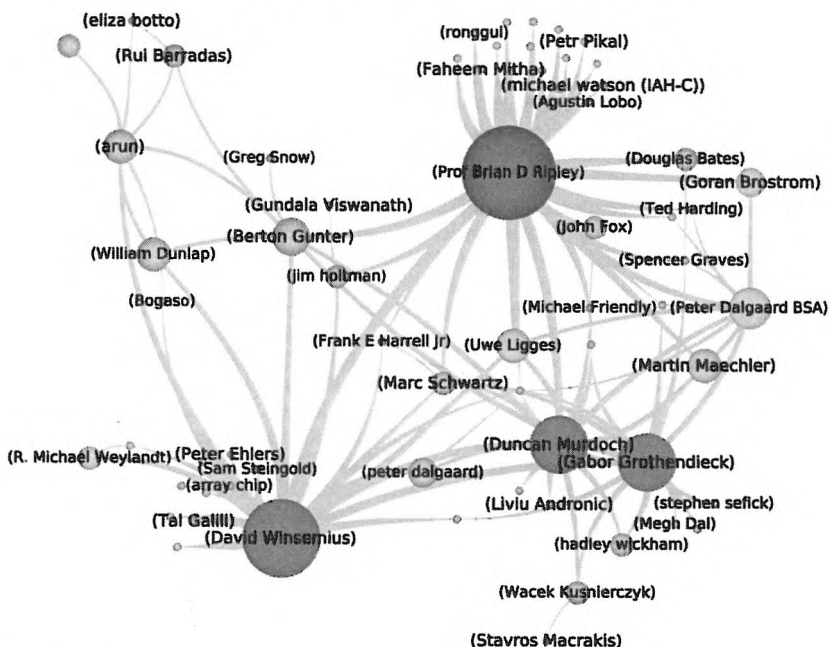 (eliza botto)
(ronggui)
(Rui Barradas)
(Petr Pikal)
(Faheem Mitha)
(michael watson (IAH-C))
(Agustin Lobo)
(arun)
(Greg Snow)
(Prof Brian D Ripley)
(Douglas Bates)
(Goran Brostrom)
(Gundala Viswanath)
(Ted Harding)
(Berton Gunter)
(John Fox)
(William Dunlap)
(Spencer Graves)
(jim holtman)
(Bogaso)
(Michael Friendly)
(Peter Dalgaard BSA)
(Frank E Harrell Jr)
(Uwe Ligges)
(Martin Maechler)
(Marc Schwartz)
(Duncan Murdoch)
(R. Michael Weylandt)
(Peter Ehlers)
(Gabor Grothendieck)
(Sam Steingold)
(peter dalgaard)
(array chip)
(Liviu Andronic)
(stephen sefick)
(Tal Galili)
(Megh Dal)
(David Winsemius)
(hadley wickham)
(Wacek Kusnierczyk)
(Stavros Macrakis)